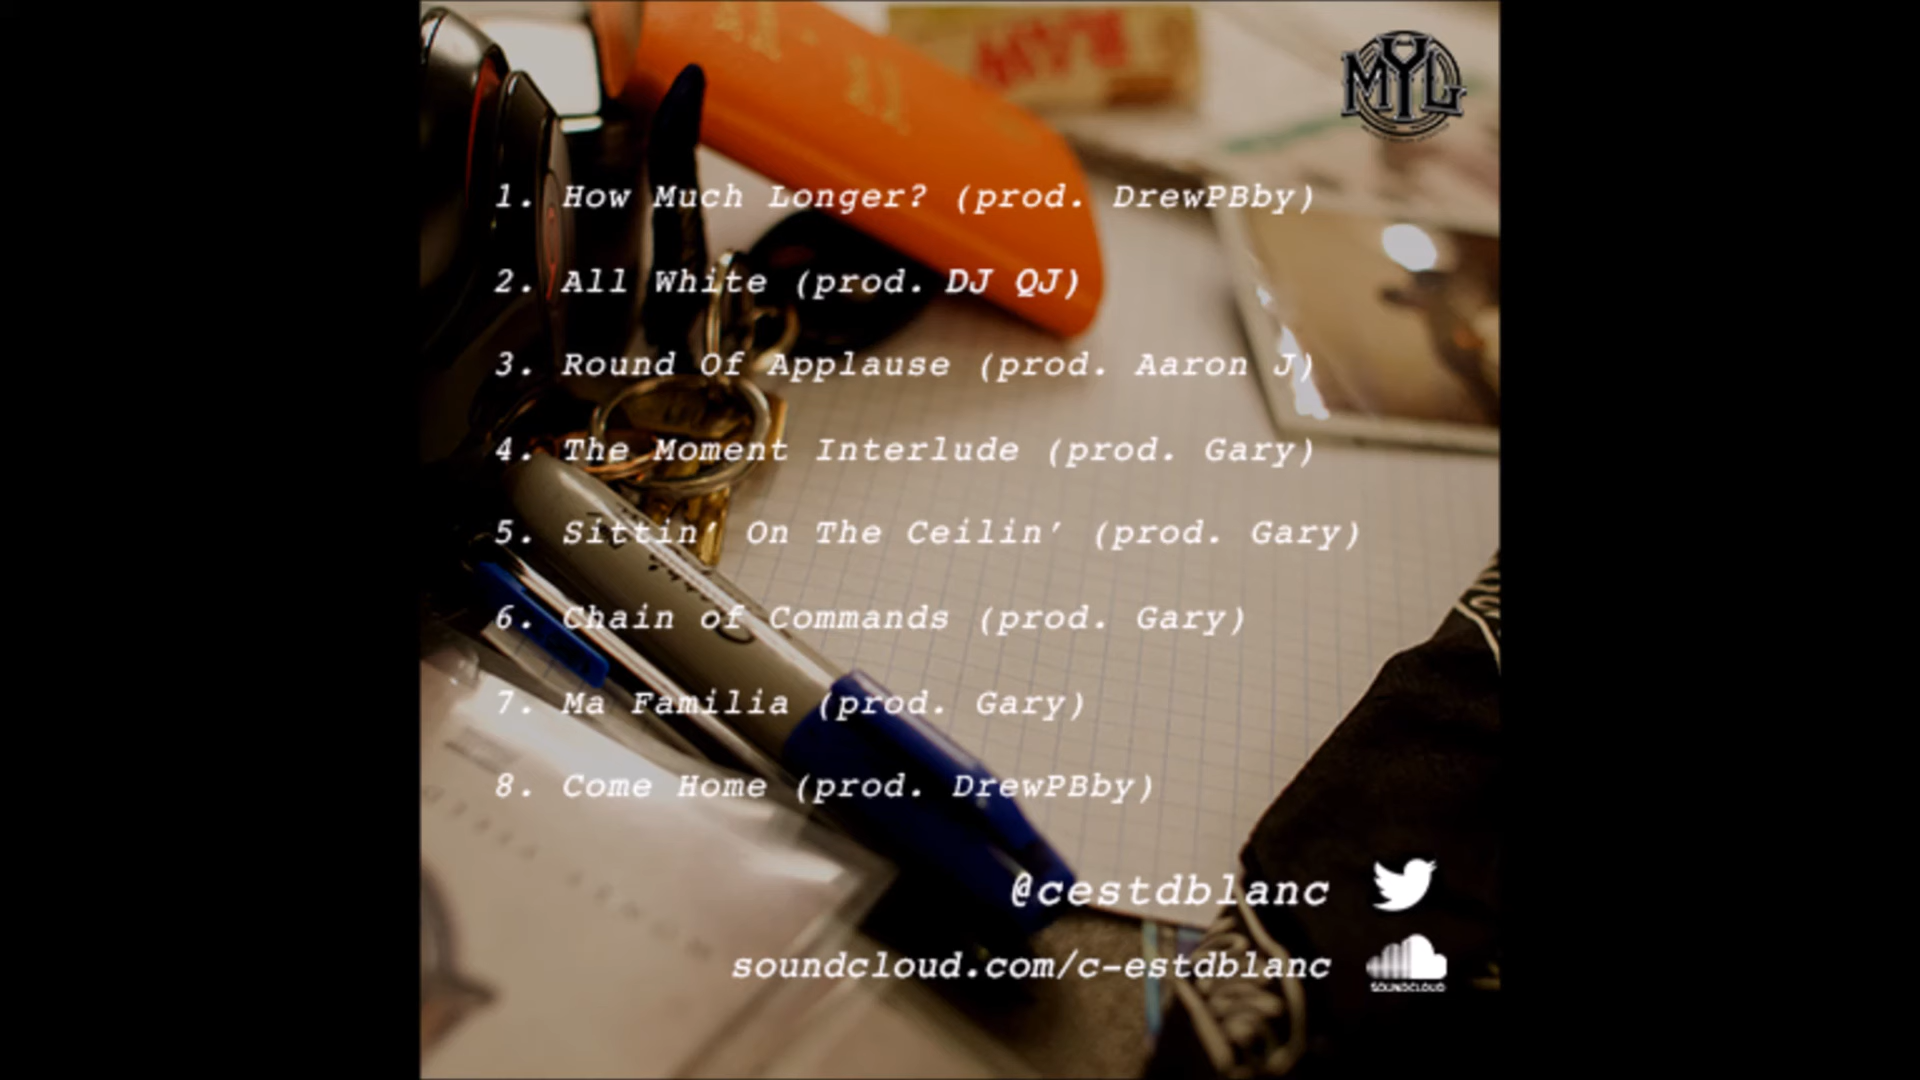 MYG
1. How Much Longer? (prod. DrewPBby)
2. All White (prod. DJ QJ)
3. Round Of Applause (prod. Aaron J)
4. The Moment Interlude (prod. Gary)
5. Sittin' On The Ceilin' (prod. Gary)
6. Chain of Commands (prod. Gary)
7. Ma Familia (prod. Gary)
8. Come Home (prod. DrewPBby)
@cestdblanc
soundcloud.com/c-estdblanc
SOUNDCLOUD